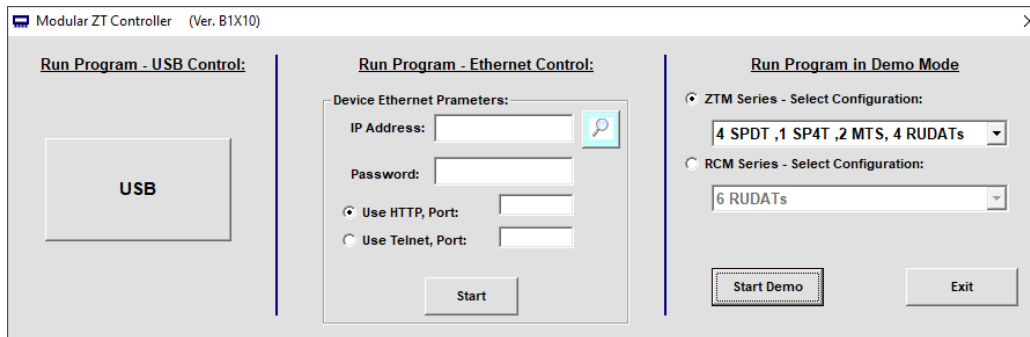 Modular ZT Controller (Ver. B1X10)
Run Program - USB Control:
USB
Run Program - Ethernet Control:
Device Ethernet Prameters:
IP Address:
Password:
Use HTTP, Port:
Use Telnet, Port:
Start
Run Program in Demo Mode
ZTM Series - Select Configuration:
4 SPDT ,1 SP4T ,2 MTS, 4 RUDATs
RCM Series - Select Configuration:
6 RUDATs
Start Demo
Exit